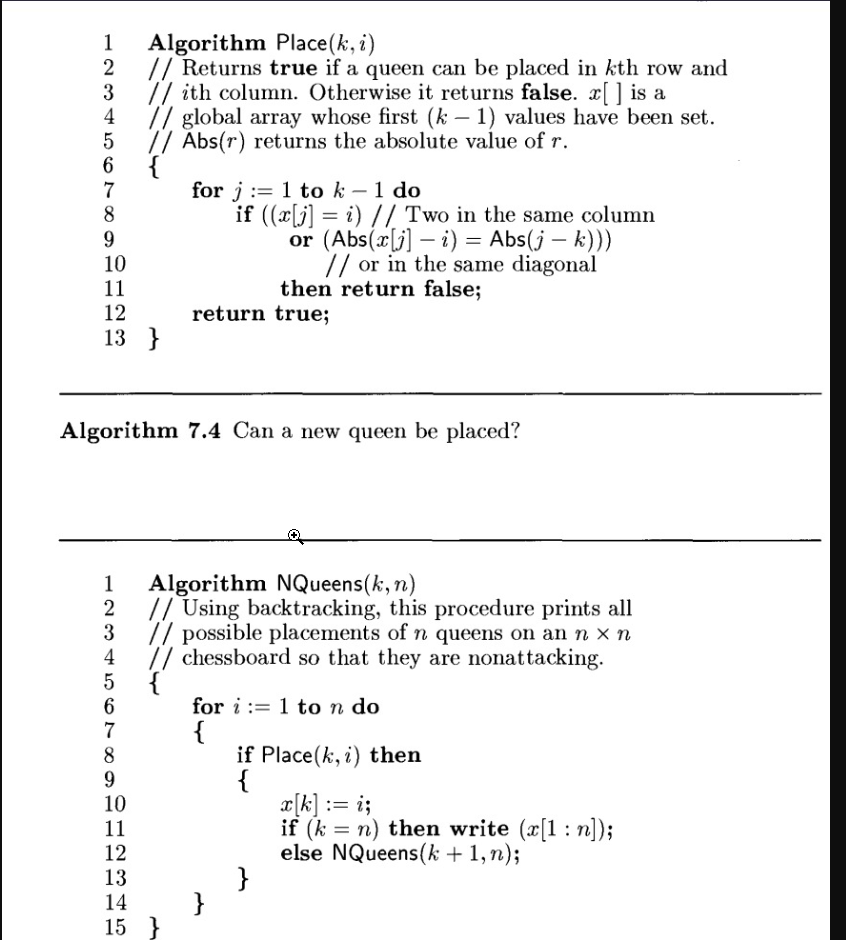 1 Algorithm Place(k, i)
2 // Returns true if a queen can be placed in kth row and
3 // ith column. Otherwise it returns false. x[ ] is a
4 // global array whose first (k − 1) values have been set.
5 // Abs(r) returns the absolute value of r.
6 {
7 for j := 1 to k − 1 do
8 if ((x[j] = i) // Two in the same column
9 or (Abs(x[j] − i) = Abs(j − k)))
10 // or in the same diagonal
11 then return false;
12 return true;
13 }
Algorithm 7.4 Can a new queen be placed?
1 Algorithm NQueens(k, n)
2 // Using backtracking, this procedure prints all
3 // possible placements of n queens on an n × n
4 // chessboard so that they are nonattacking.
5 {
6 for i := 1 to n do
7 {
8 if Place(k, i) then
9 {
10 x[k] := i;
11 if (k = n) then write (x[1 : n]);
12 else NQueens(k + 1, n);
13 }
14 }
15 }